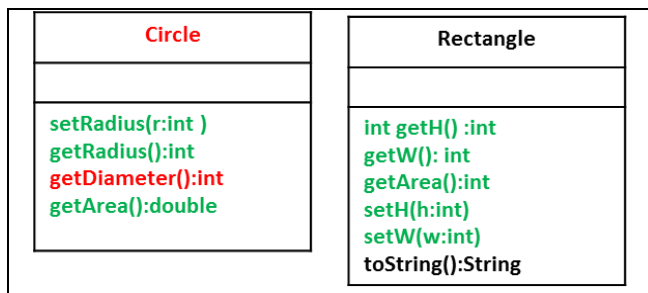 Circle
setRadius(r:int )
getRadius():int
getDiameter():int
getArea():double
Rectangle
int getH() :int
getW(): int
getArea():int
setH(h:int)
setW(w:int)
toString():String